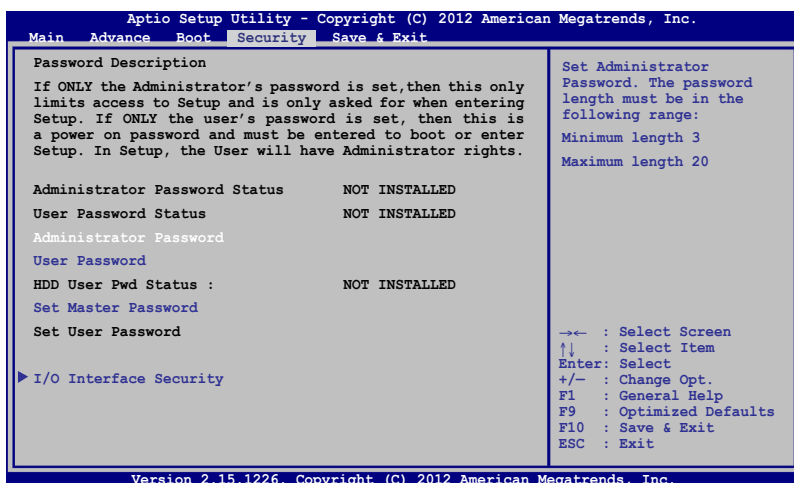 Aptio Setup Utility - Copyright (C) 2012 American Megatrends, Inc.
Main Advance Boot Security Save & Exit
Password Description
If ONLY the Administrator's password is set,then this only
limits access to Setup and is only asked for when entering
Setup. If ONLY the user's password is set, then this is
a power on password and must be entered to boot or enter
Setup. In Setup, the User will have Administrator rights.
Administrator Password Status NOT INSTALLED
User Password Status NOT INSTALLED
Administrator Password
User Password
HDD User Pwd Status : NOT INSTALLED
Set Master Password
Set User Password
I/O Interface Security
Set Administrator
Password. The password
length must be in the
following range:
Minimum length 3
Maximum length 20
→← : Select Screen
↑↓ : Select Item
Enter: Select
+/— : Change Opt.
F1 : General Help
F9 : Optimized Defaults
F10 : Save & Exit
ESC : Exit
Version 2.15.1226. Copyright (C) 2012 American Megatrends, Inc.